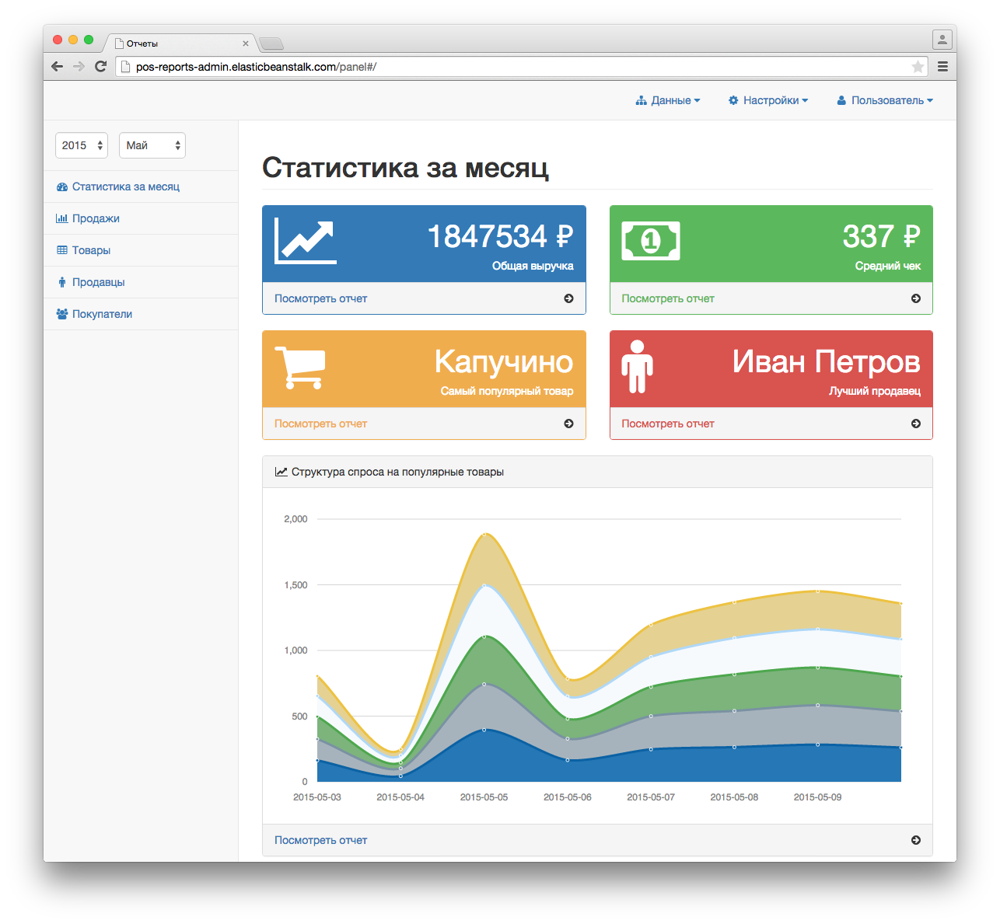 Отчеты
pos-reports-admin.elasticbeanstalk.com/panel#/
Данные
Настройки
Пользователь
2015
Май
Статистика за месяц
Продажи
Товары
Продавцы
Покупатели
Статистика за месяц
1847534 ₽
Общая выручка
Посмотреть отчет
1
337 ₽
Средний чек
Посмотреть отчет
Капучино
Самый популярный товар
Посмотреть отчет
Иван Петров
Лучший продавец
Посмотреть отчет
Структура спроса на популярные товары
2,000
1,500
1,000
500
0
2015-05-03
2015-05-04
2015-05-05
2015-05-06
2015-05-07
2015-05-08
2015-05-09
Посмотреть отчет